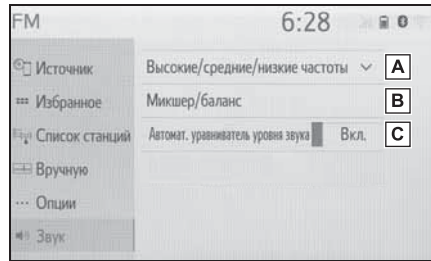 FM 6:28
Источник
Высокие/средние/низкие частоты A
Избранное
Микшер/баланс B
Список станций
Автомат. уравниватель уровня звука Вкл. C
Вручную
Опции
Звук